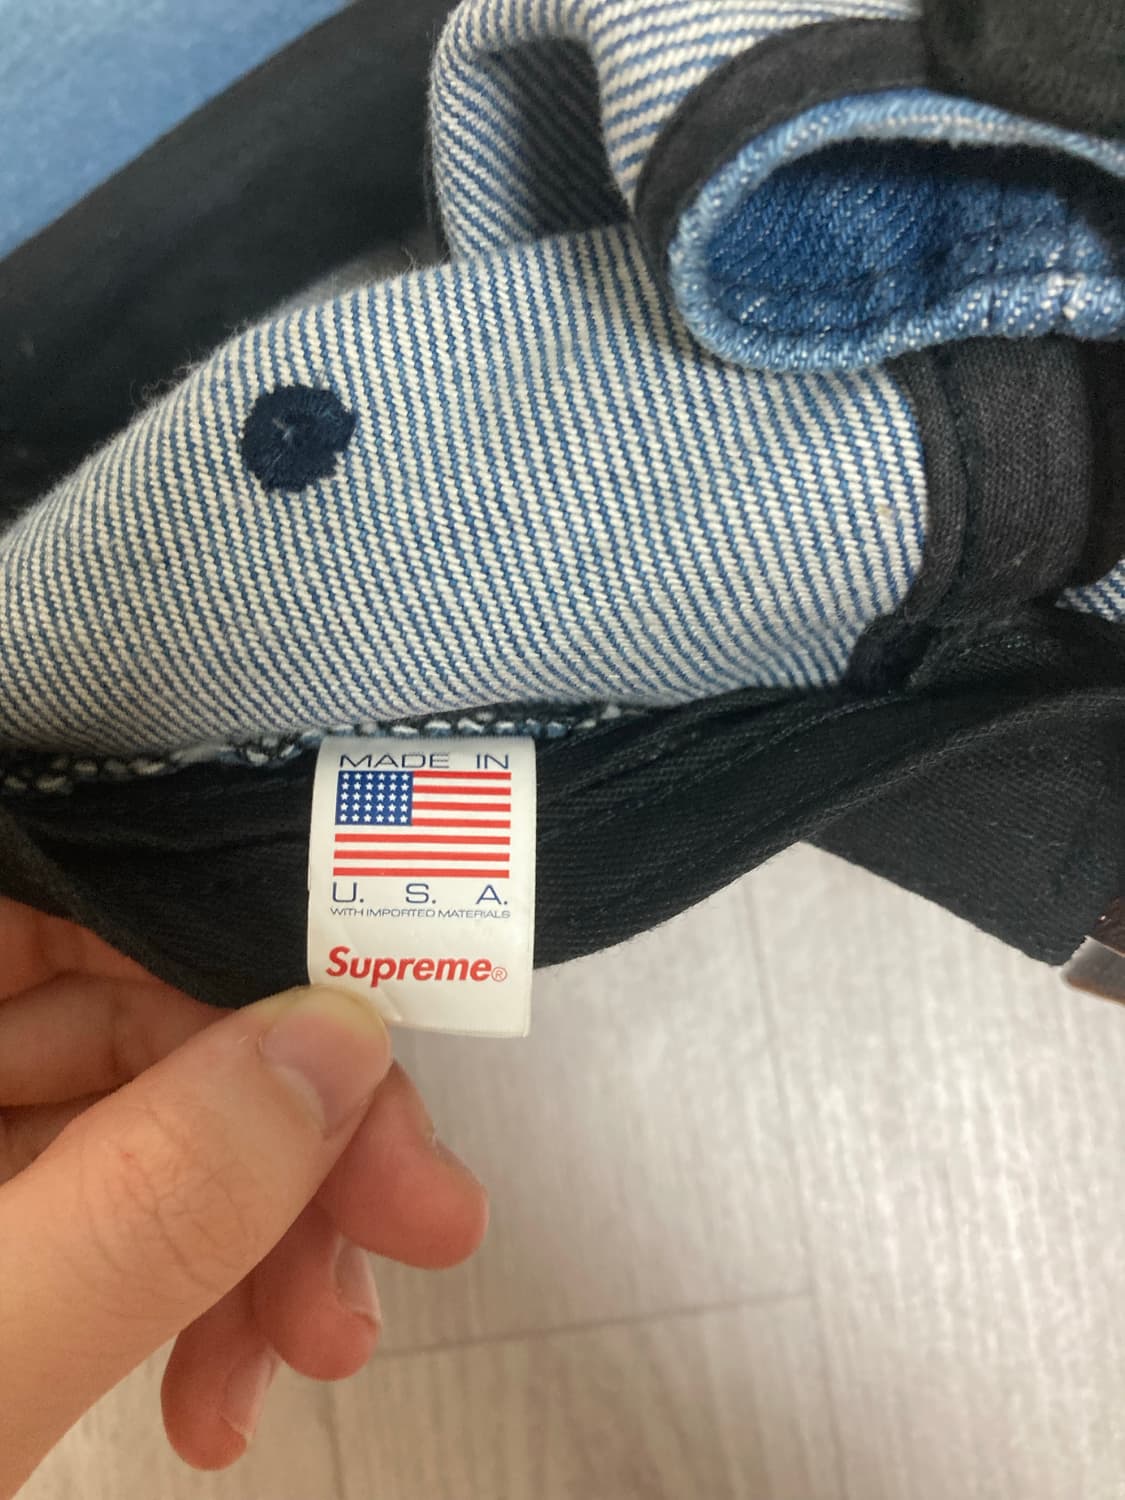 MADE IN
U. S. A.
WITH IMPORTED MATERIALS
Supreme®